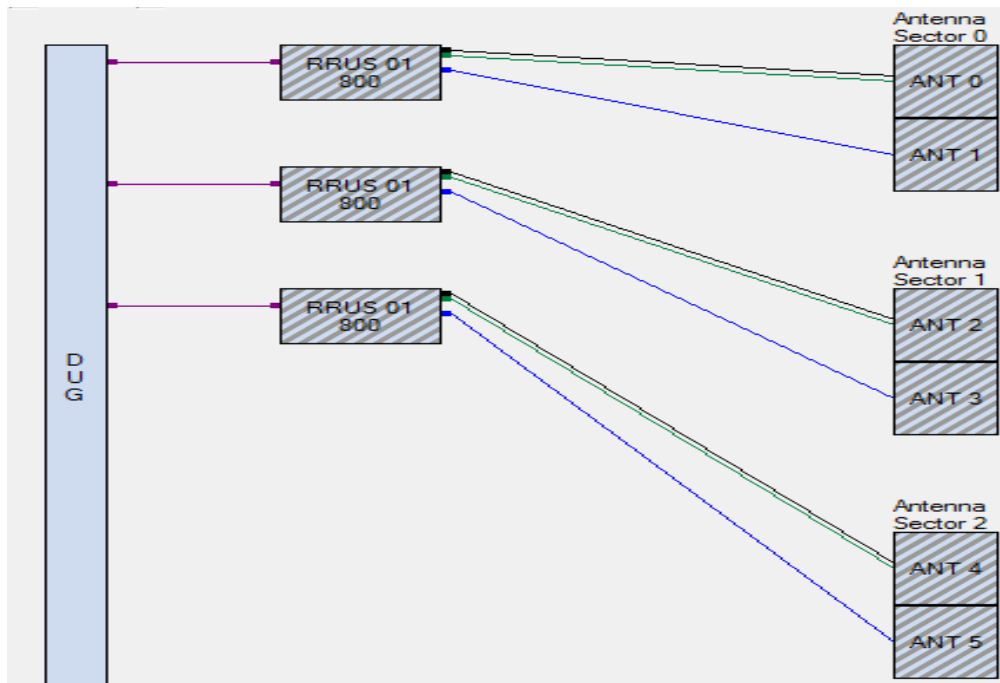 Antenna
Sector 0
RRUS 01
800
ANT 0
ANT 1
RRUS 01
800
Antenna
Sector 1
RRUS 01
800
ANT 2
D
U
G
ANT 3
Antenna
Sector 2
ANT 4
ANT 5